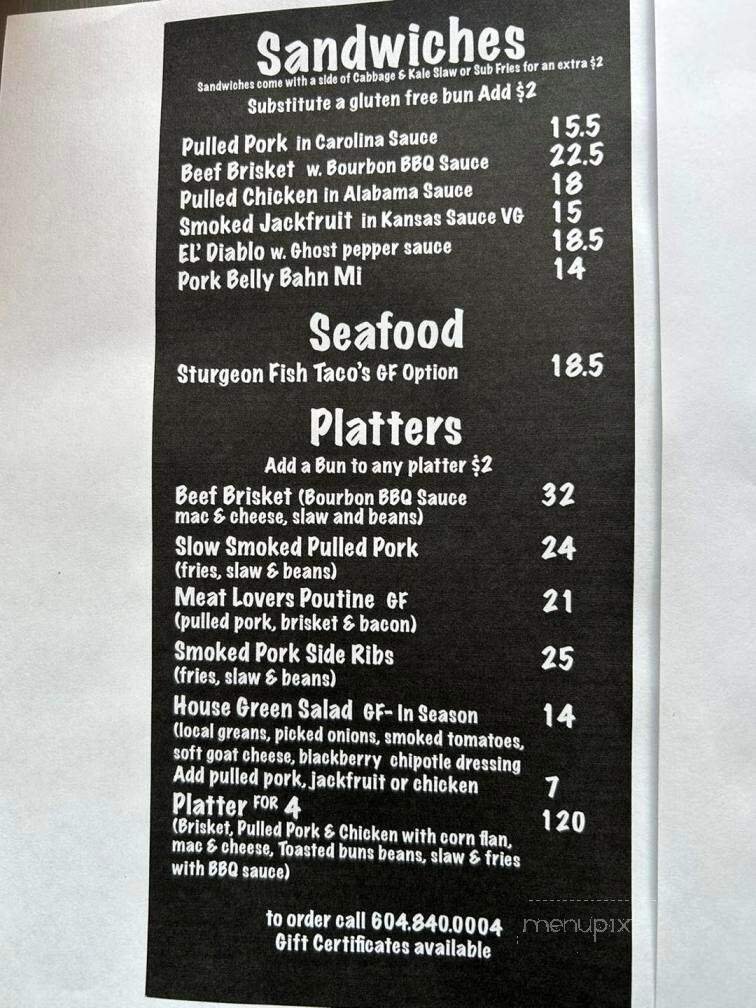 Sandwiches
Sandwiches come with a side of Cabbage & Kale Slaw or Sub Fries for an extra $2
Substitute a gluten free bun Add $2
Pulled Pork in Carolina Sauce 15.5
Beef Brisket w. Bourbon BBQ Sauce 22.5
Pulled Chicken in Alabama Sauce 18
Smoked Jackfruit in Kansas Sauce VG 15
EL' Diablo w. Ghost pepper sauce 18.5
Pork Belly Bahn Mi 14
Seafood
Sturgeon Fish Taco's GF Option 18.5
Platters
Add a Bun to any platter $2
Beef Brisket (Bourbon BBQ Sauce 32
mac & cheese, slaw and beans)
Slow Smoked Pulled Pork 24
(fries, slaw & beans)
Meat Lovers Poutine GF 21
(pulled pork, brisket & bacon)
Smoked Pork Side Ribs 25
(fries, slaw & beans)
House Green Salad GF- In Season 14
(local greans, picked onions, smoked tomatoes,
soft goat cheese, blackberry chipotle dressing
Add pulled pork, jackfruit or chicken 7
Platter FOR 4 120
(Brisket, Pulled Pork & Chicken with corn flan,
mac & cheese, Toasted buns beans, slaw & fries
with BBQ sauce)
to order call 604.840.0004
Gift Certificates available
menupix